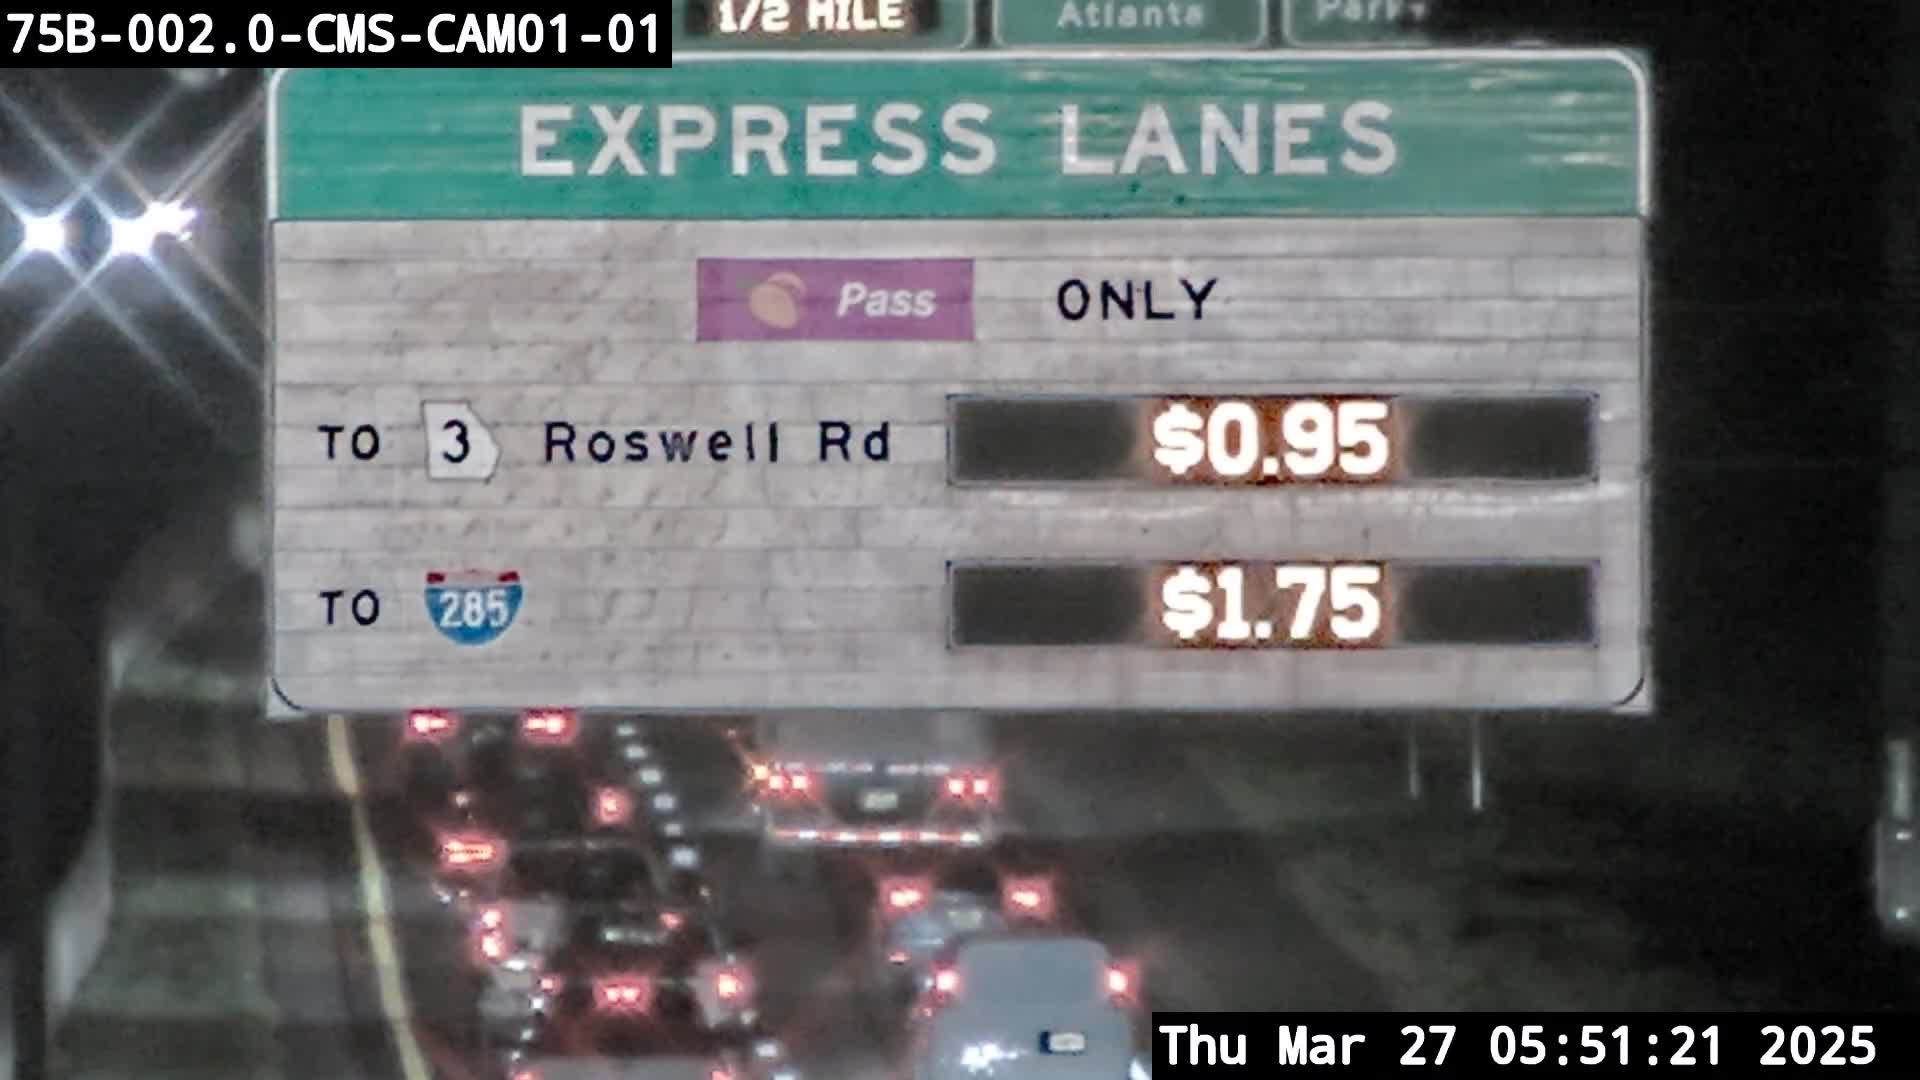 75B-002.0-CMS-CAM01-01
1/2 MILE
Atlanta
EXPRESS LANES
Pass ONLY
TO 3 Roswell Rd $0.95
TO 285 $1.75
Thu Mar 27 05:51:21 2025